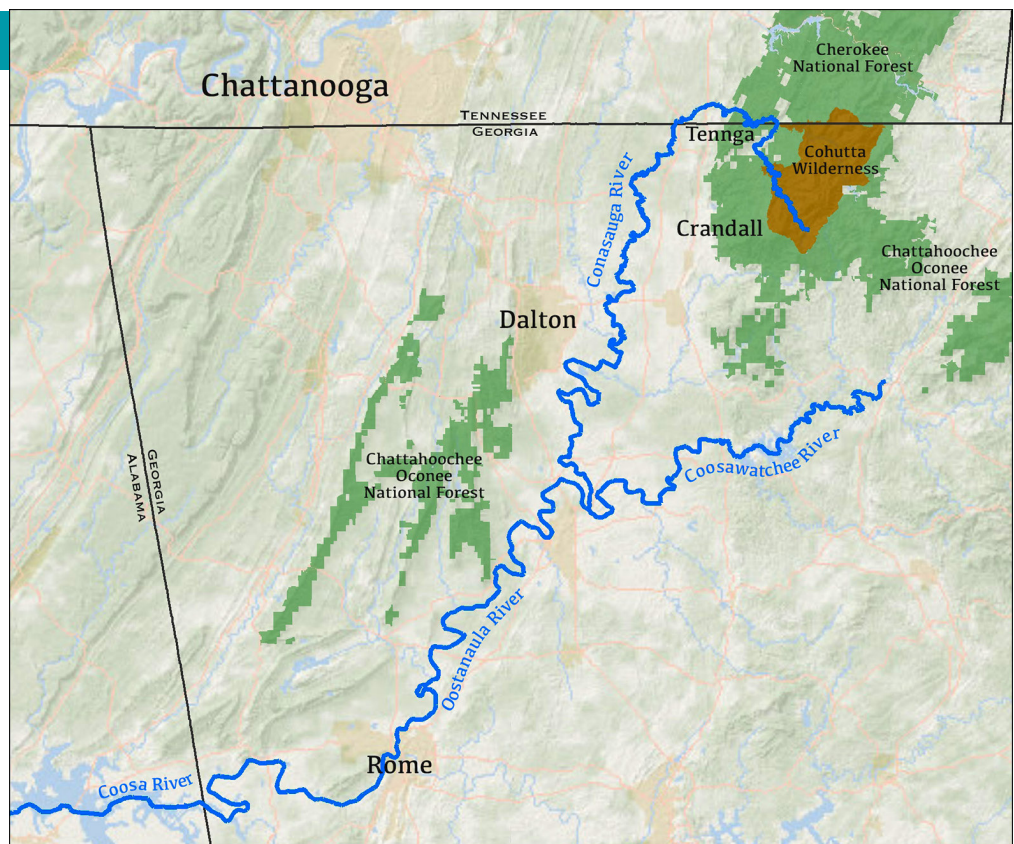 Cherokee
National Forest
Chattanooga
TENNESSEE
GEORGIA
Tennga
Cohutta
Wilderness
Conasauga River
Crandall
Chattahoochee
Oconee
National Forest
Dalton
GEORGIA
ALABAMA
Chattahoochee
Oconee
National Forest
Coosawatchee River
Oostanaula River
Rome
Coosa River